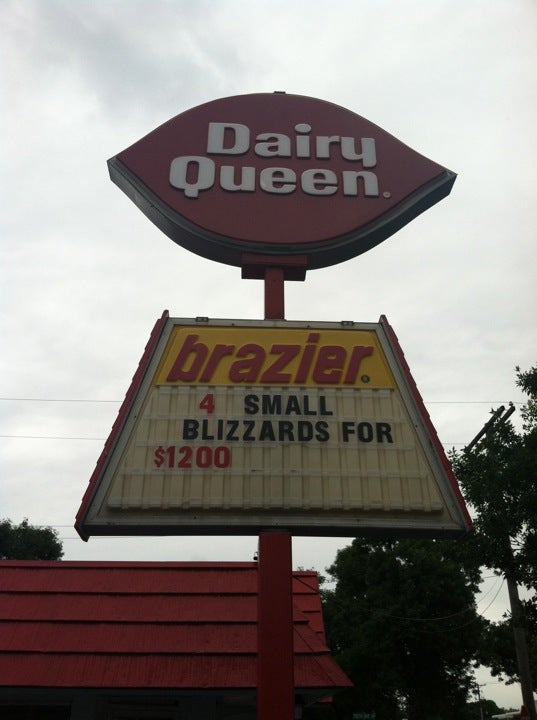 Dairy
Queen®
brazier®
4 SMALL
BLIZZARDS FOR
$1200